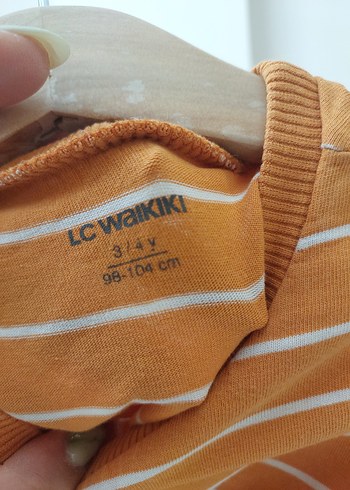 LC WAIKIKI
3 / 4 Y
98-104 cm